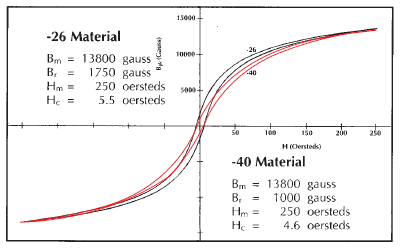 15000
-26 Material
Bm = 13800 gauss
Br = 1750 gauss
Hm = 250 oersteds
Hc = 5.5 oersteds
Bpk (Gauss)
10000
5000
-26
-40
50 100 150 200 250
H (Oersteds)
-40 Material
Bm = 13800 gauss
Br = 1000 gauss
Hm = 250 oersteds
Hc = 4.6 oersteds